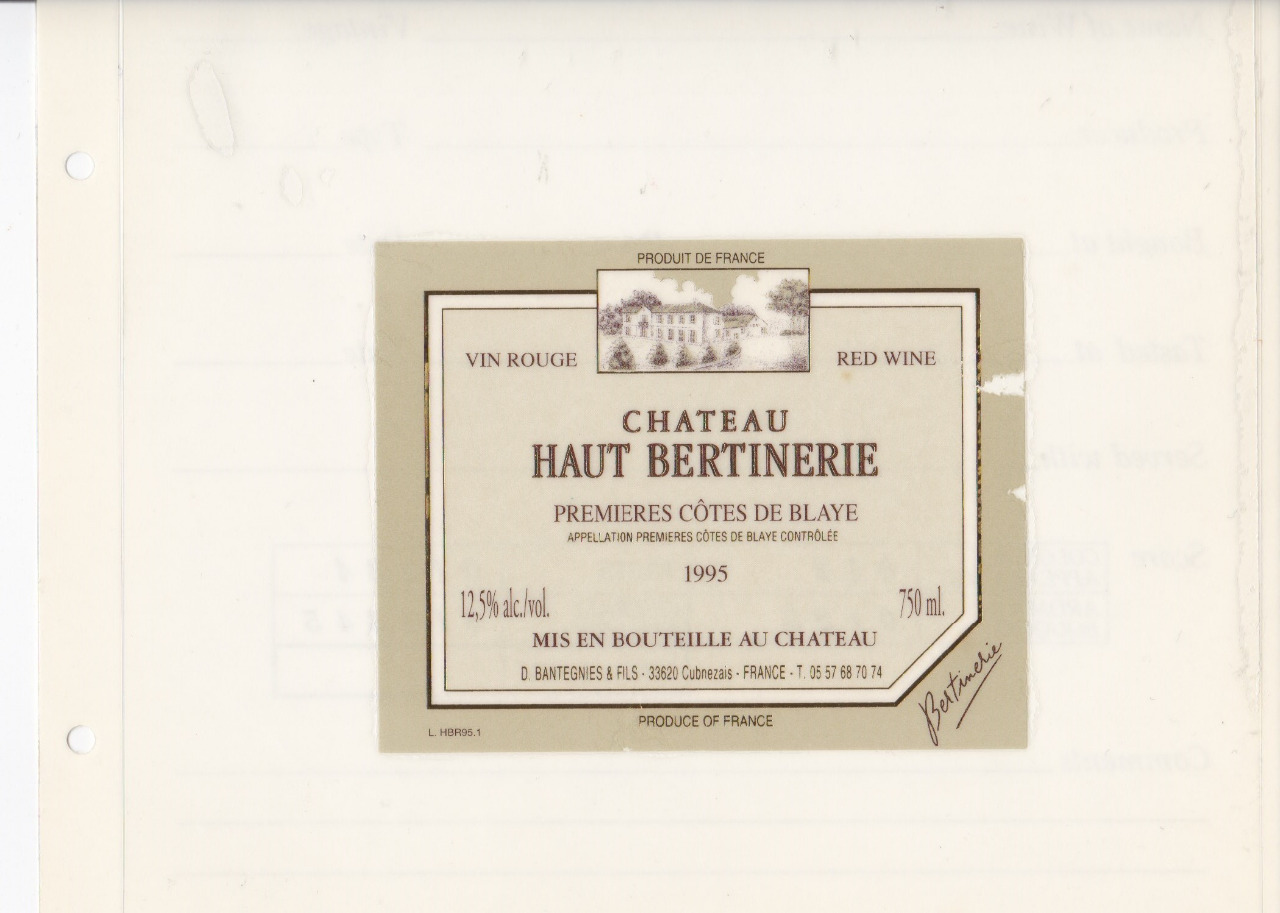 PRODUIT DE FRANCE
VIN ROUGE
RED WINE
CHATEAU
HAUT BERTINERIE
PREMIERES CÔTES DE BLAYE
APPELLATION PREMIERES CÔTES DE BLAYE CONTRÔLÉE
1995
12,5% alc./vol.
750 ml.
MIS EN BOUTEILLE AU CHATEAU
D. BANTEGNIES & FILS - 33620 Cubnezais - FRANCE - T. 05 57 68 70 74
Bertinerie
PRODUCE OF FRANCE
L. HBR95.1